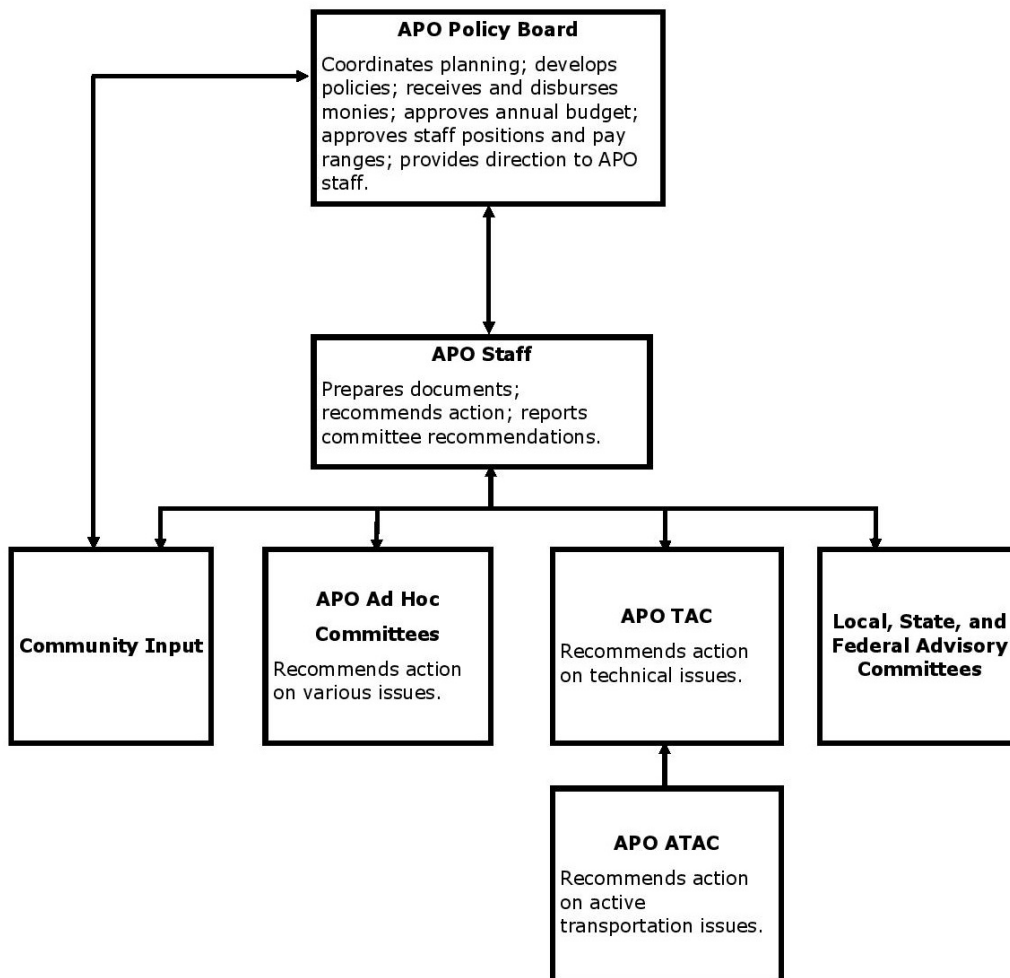 APO Policy Board
Coordinates planning; develops
policies; receives and disburses
monies; approves annual budget;
approves staff positions and pay
ranges; provides direction to APO
staff.
APO Staff
Prepares documents;
recommends action; reports
committee recommendations.
Community Input
APO Ad Hoc
Committees
Recommends action
on various issues.
APO TAC
Recommends action
on technical issues.
Local, State, and
Federal Advisory
Committees
APO ATAC
Recommends action
on active
transportation issues.